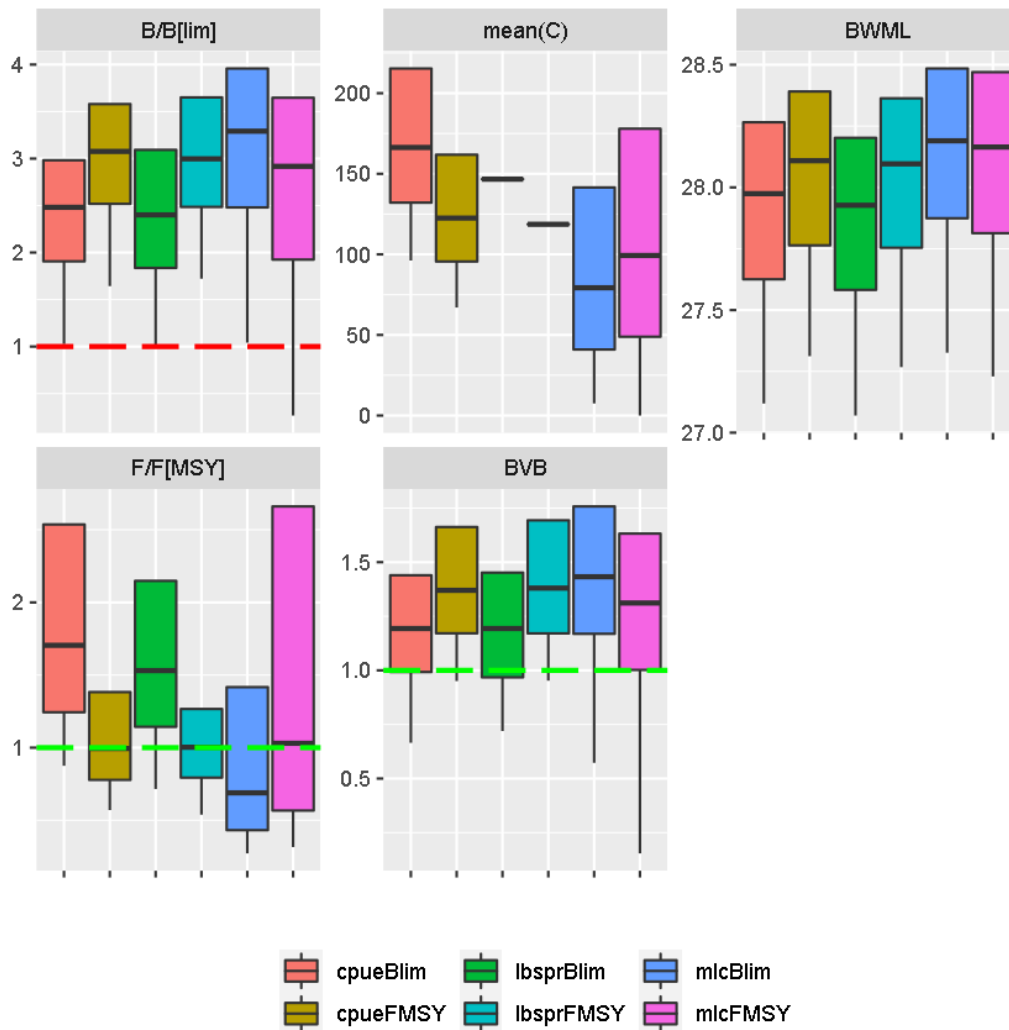 B/B[lim]
mean(C)
BWML
4
3
2
1
200
150
100
50
0
28.5
28.0
27.5
27.0
F/F[MSY]
BVB
2
1
1.5
1.0
0.5
cpueBlim
lbsprBlim
mlcBlim
cpueFMSY
lbsprFMSY
mlcFMSY